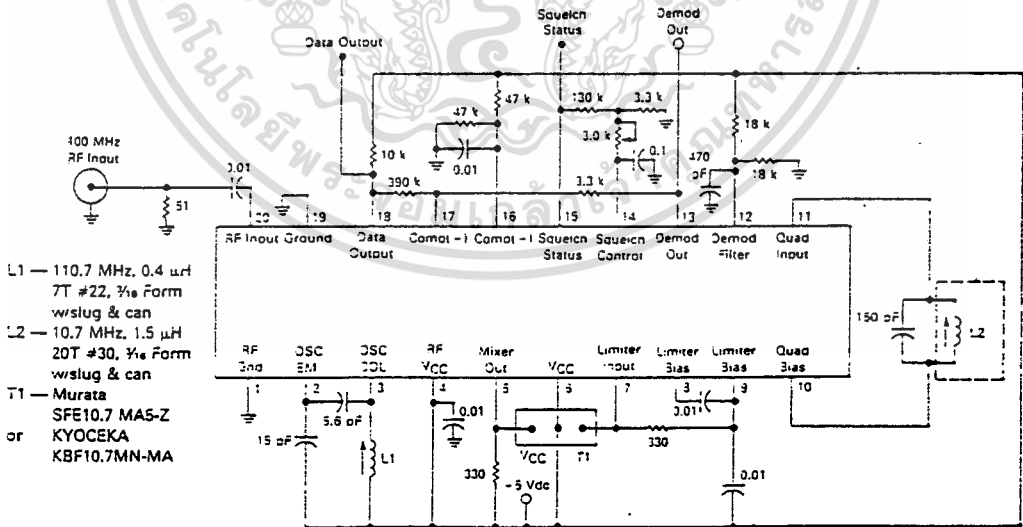 Squeicn
Status
Demod
Out
Data Output
47 k
130 k
3.3 k
47 k
18 k
3.0 k
400 MHz
RF Input
0.01
10 k
0.01
0.1
470
pF
18 k
51
390 k
3.3 k
20 19 18 17 16 15 14 13 12 11
RF Input Ground Data Output Squeicn Status Squeicn Control Demod Out Demod Filter Quad Input
L1 — 110.7 MHz, 0.4 μH
7T #22, 3/16 Form
w/slug & can
L2 — 10.7 MHz, 1.5 μH
20T #30, 3/16 Form
w/slug & can
T1 — Murata
SFE10.7 MA5-Z
or KYOCEKA
KBF10.7MN-MA
150 pF
L2
RF Gnd OSC EM OSC COL RF VCC Mixer Out VCC Limiter Input Limiter Bias Limiter Bias Quad Bias
1 2 3 4 5 6 7 8 9 10
5.6 pF
0.01
0.01
15 pF
L1
330
VCC T1
330
0.01
5 Vdc